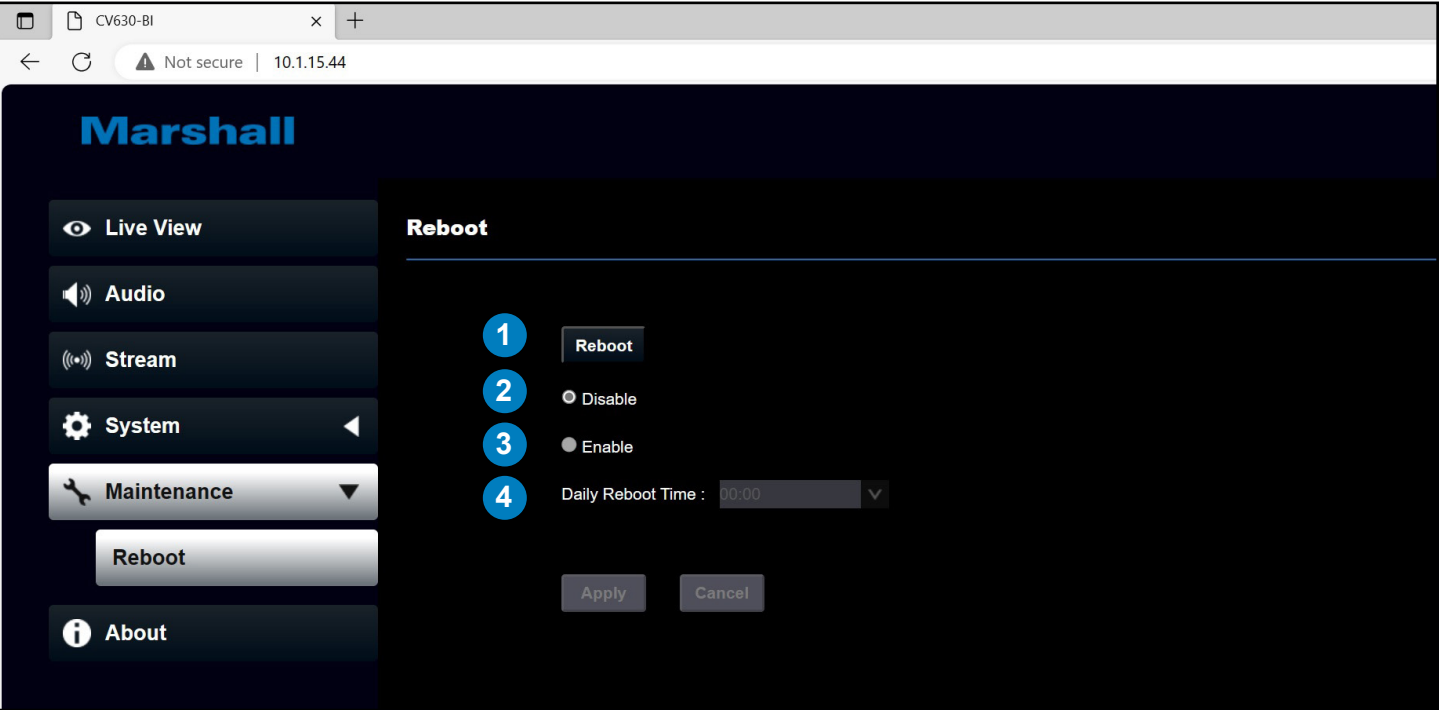 CV630-BI
Not secure | 10.1.15.44
Marshall
Live View
Audio
Stream
System
Maintenance
Reboot
About
Reboot
1 Reboot
2 Disable
3 Enable
4 Daily Reboot Time : 00:00
Apply Cancel